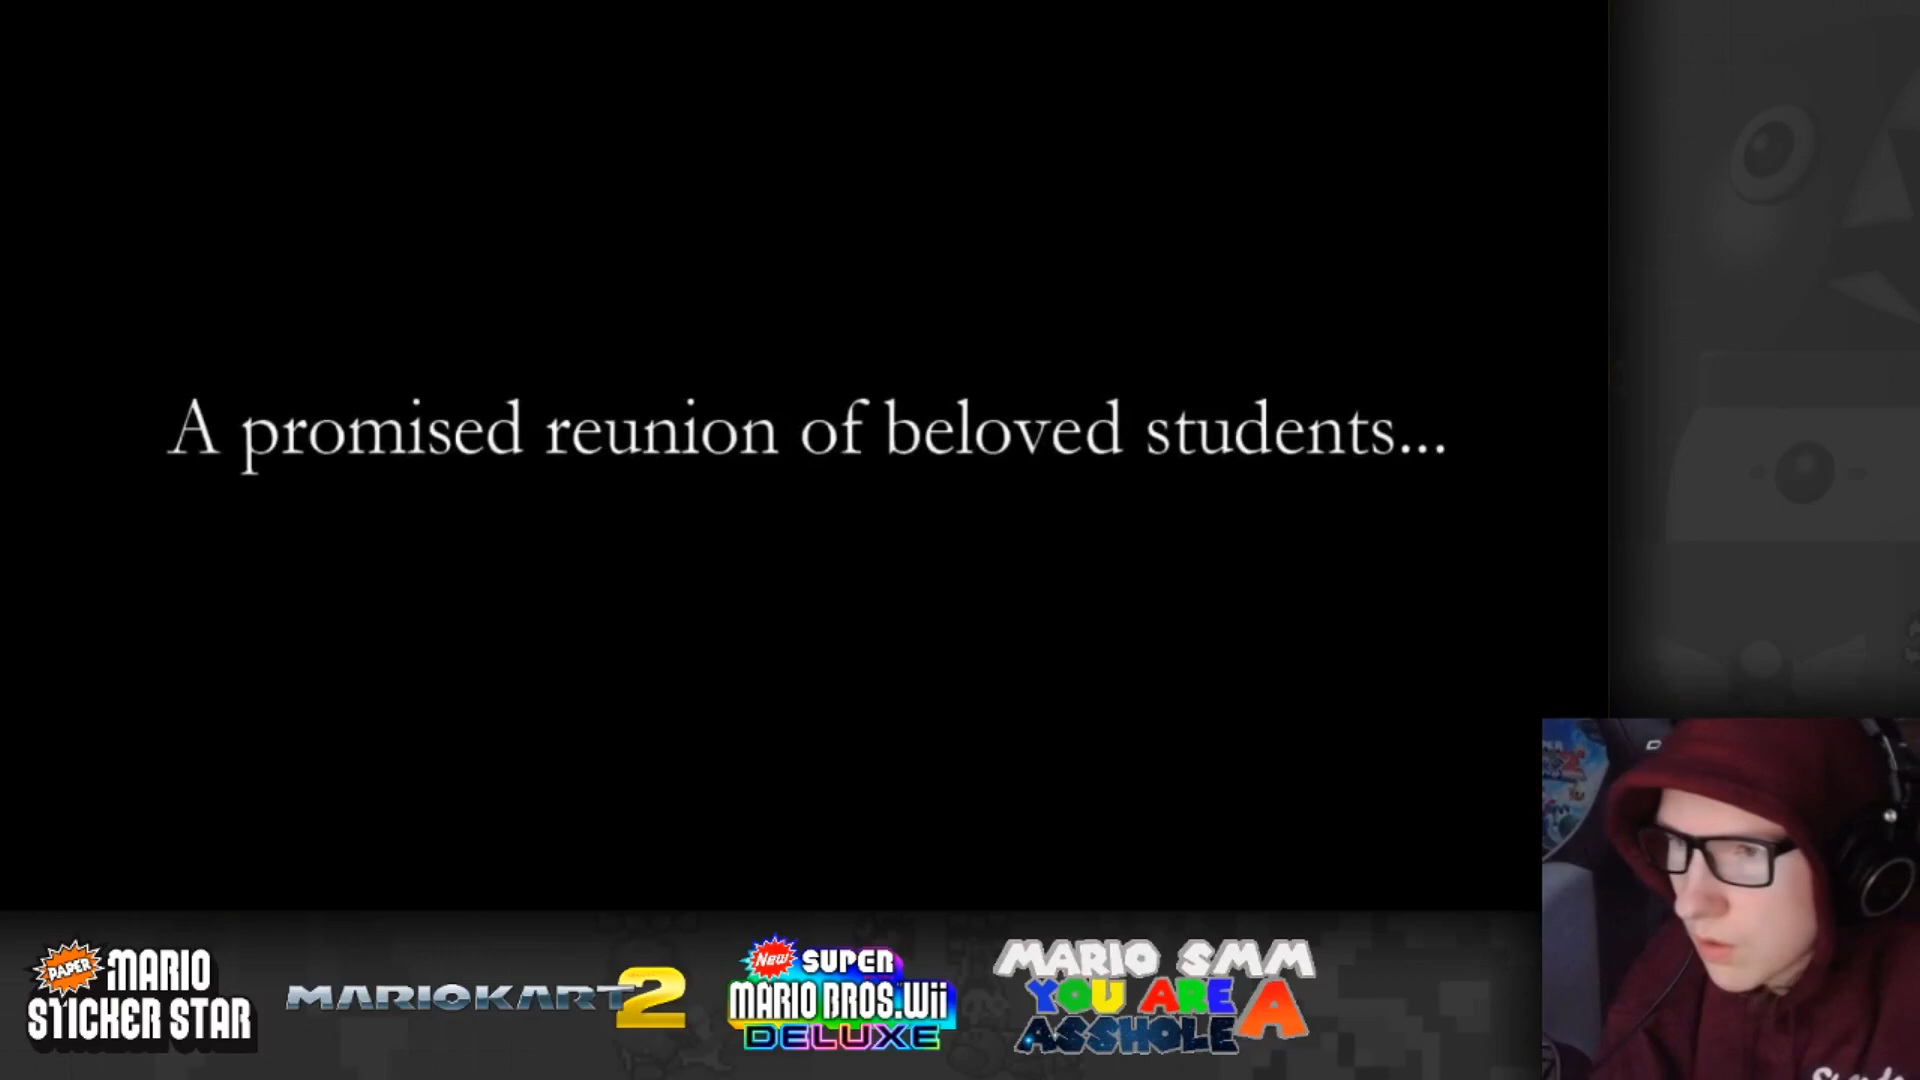 A promised reunion of beloved students...
PAPER MARIO
STICKER STAR
MARIOKART 2
New SUPER
MARIO BROS. Wii
DELUXE
MARIO SMM
YOU ARE A
ASSHOLE